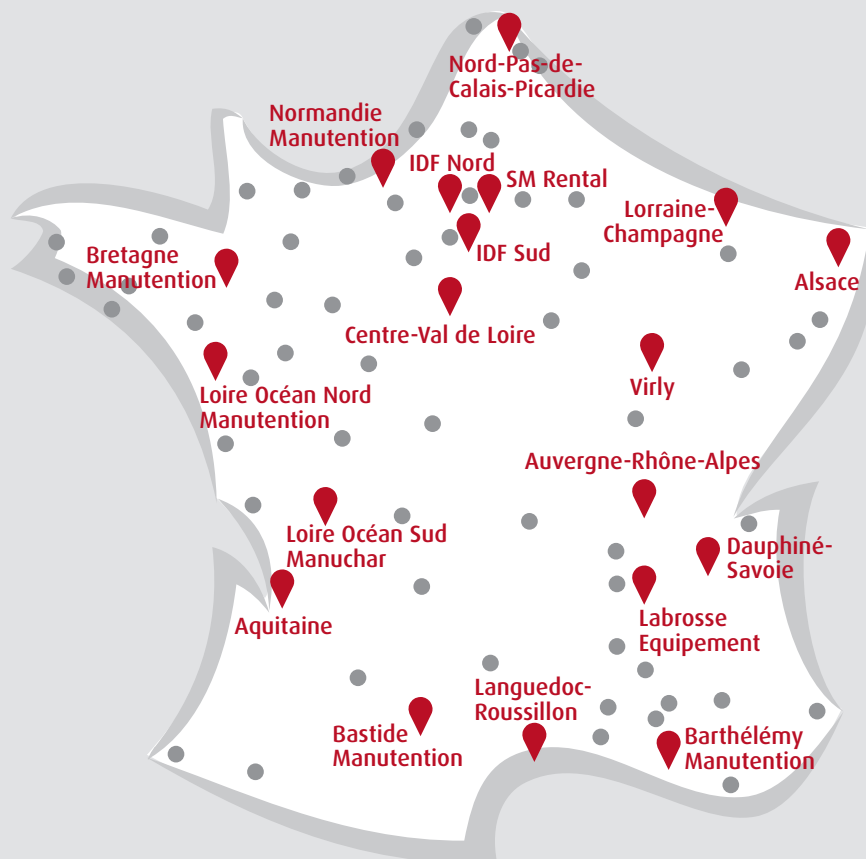 Nord-Pas-de-
Calais-Picardie
Normandie
Manutention
IDF Nord
SM Rental
Lorraine-
Champagne
IDF Sud
Bretagne
Manutention
Alsace
Centre-Val de Loire
Virly
Loire Océan Nord
Manutention
Auvergne-Rhône-Alpes
Loire Océan Sud
Manuchar
Dauphiné-
Savoie
Aquitaine
Labrosse
Equipement
Languedoc-
Roussillon
Bastide
Manutention
Barthélémy
Manutention